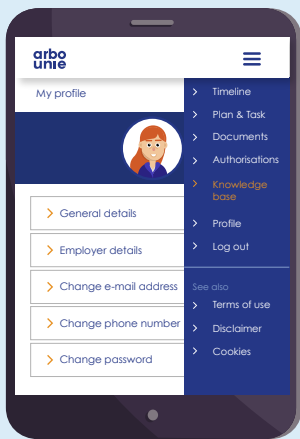 arbo
unie
My profile
General details
Employer details
Change e-mail address
Change phone number
Change password
Timeline
Plan & Task
Documents
Authorisations
Knowledge
base
Profile
Log out
See also
Terms of use
Disclaimer
Cookies